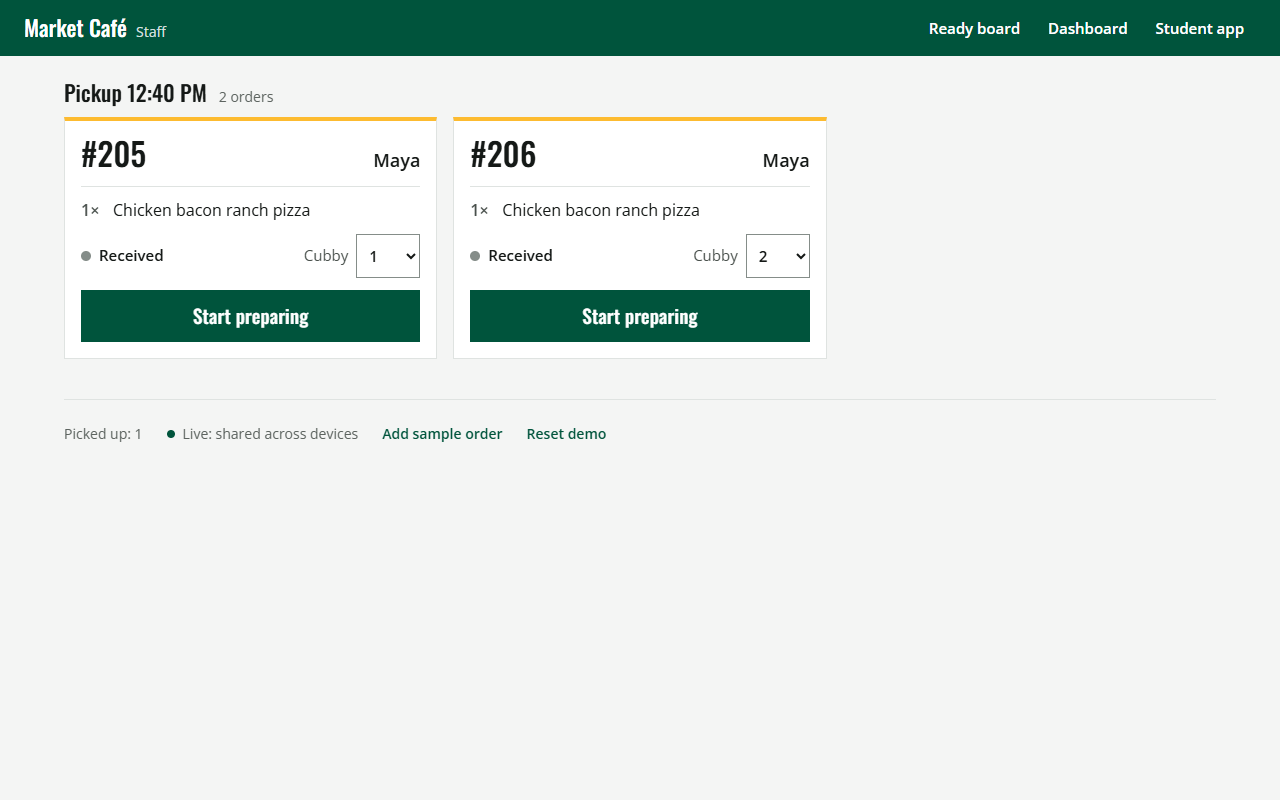 Market Café Staff Ready board Dashboard Student app
Pickup 12:40 PM 2 orders
#205 Maya
1× Chicken bacon ranch pizza
Received Cubby 1
Start preparing
#206 Maya
1× Chicken bacon ranch pizza
Received Cubby 2
Start preparing
Picked up: 1 Live: shared across devices Add sample order Reset demo